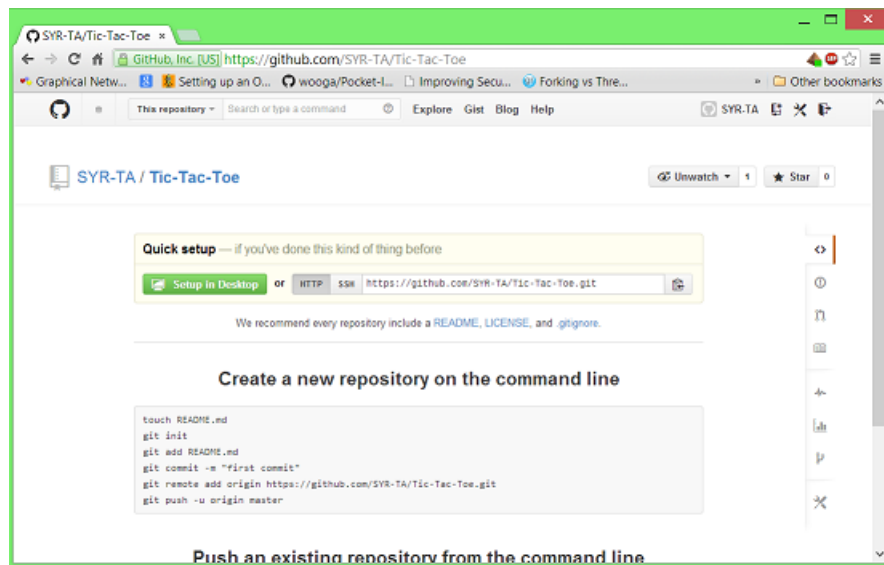 SYR-TA/Tic-Tac-Toe ×
GitHub, Inc. [US] https://github.com/SYR-TA/Tic-Tac-Toe
Graphical Netw... Setting up an O... wooga/Pocket-I... Improving Secu... Forking vs Thre... » Other bookmarks
This repository Search or type a command Explore Gist Blog Help SYR-TA
SYR-TA / Tic-Tac-Toe Unwatch 1 Star 0
Quick setup — if you've done this kind of thing before
Setup in Desktop or HTTP SSH https://github.com/SYR-TA/Tic-Tac-Toe.git
We recommend every repository include a README, LICENSE, and .gitignore.
Create a new repository on the command line
touch README.md
git init
git add README.md
git commit -m "first commit"
git remote add origin https://github.com/SYR-TA/Tic-Tac-Toe.git
git push -u origin master
Push an existing repository from the command line